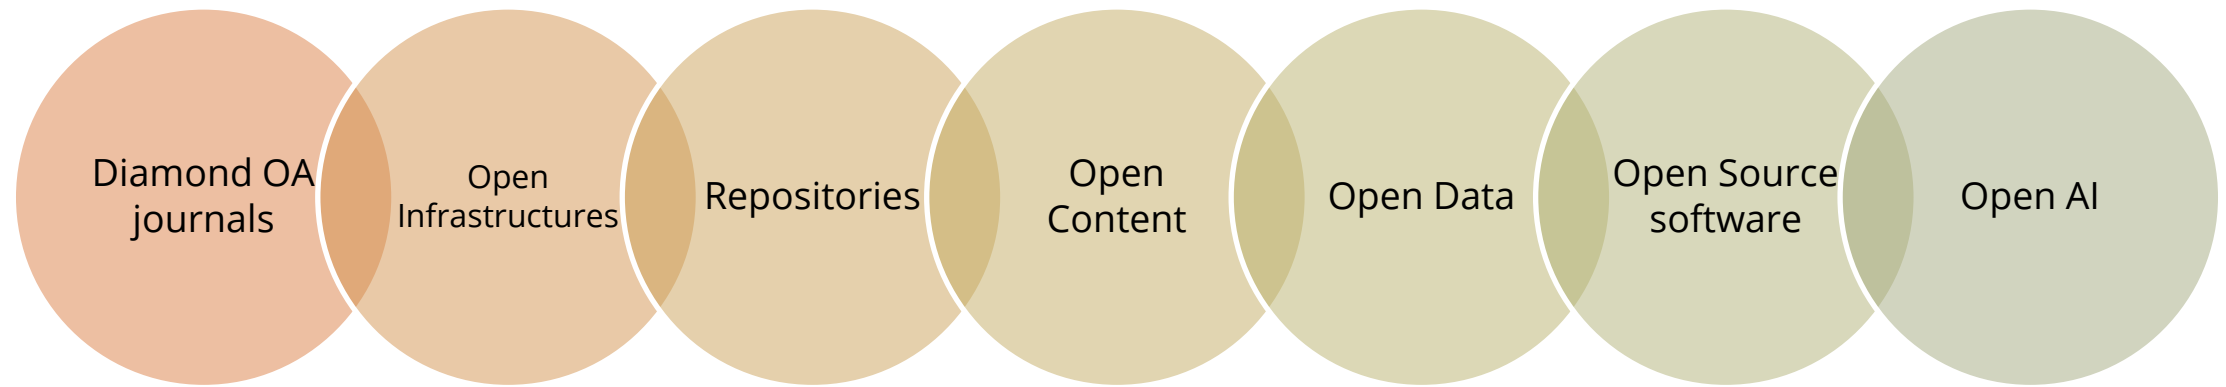 Diamond OA
journals
Open
Infrastructures
Repositories
Open
Content
Open Data
Open Source
software
Open AI